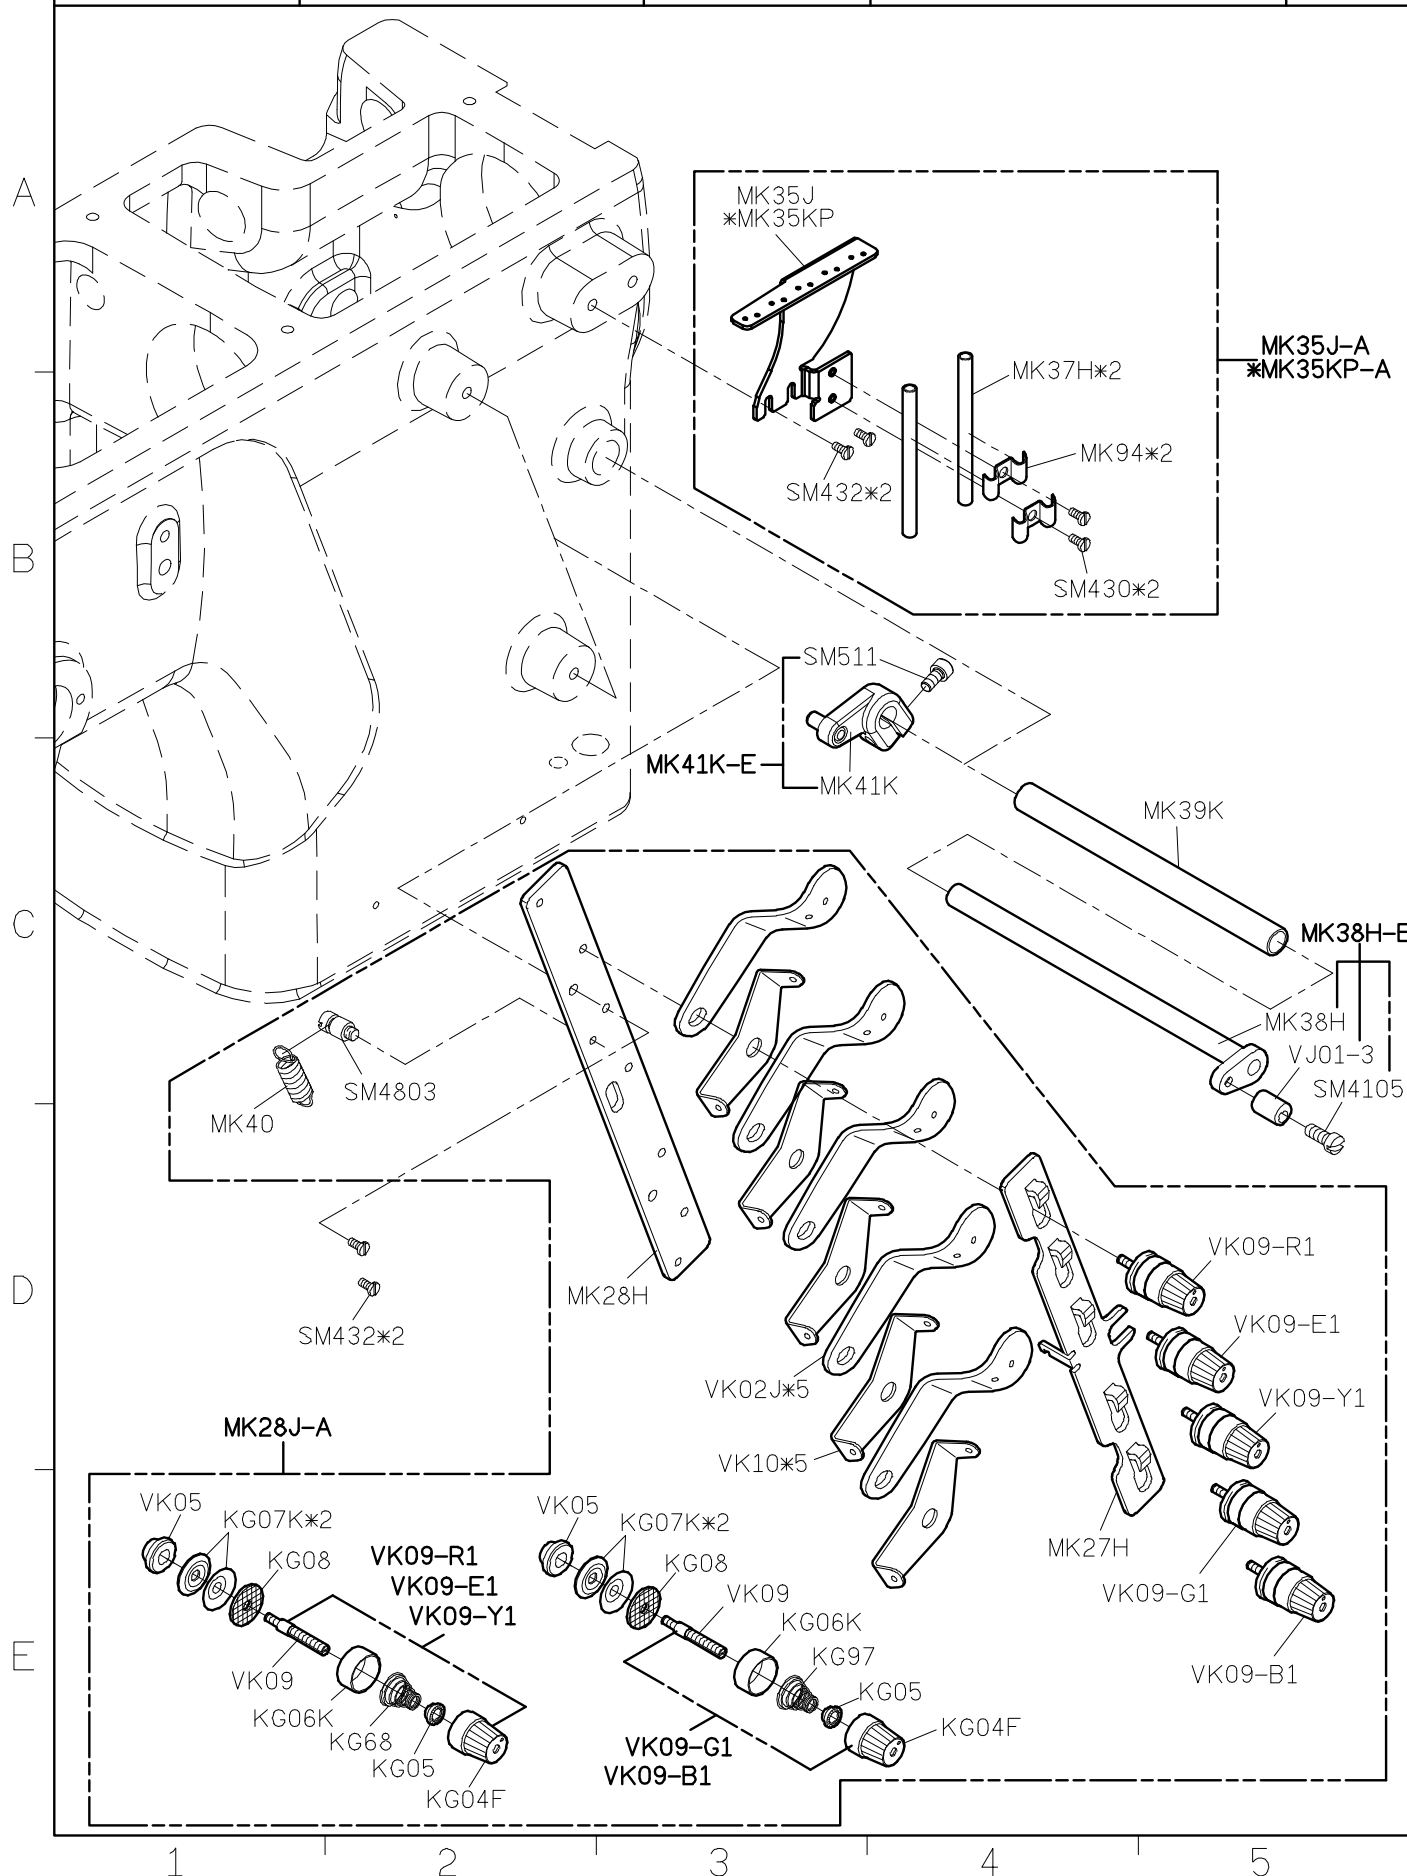 A
MK35J
*MK35KP
MK35J-A
*MK35KP-A
MK37H*2
MK94*2
SM432*2
B
SM430*2
SM511
MK41K-E
MK41K
MK39K
C
MK38H-E
MK38H
VJ01-3
SM4105
SM4803
MK40
VK09-R1
D
MK28H
VK09-E1
SM432*2
VK02J*5
VK09-Y1
MK28J-A
VK10*5
VK05
KG07K*2
KG08
VK09-R1
VK09-E1
VK09-Y1
VK05
KG07K*2
KG08
VK09
MK27H
VK09-G1
E
VK09
KG06K
KG68
KG05
KG04F
KG06K
KG97
KG05
KG04F
VK09-G1
VK09-B1
VK09-B1
1 2 3 4 5